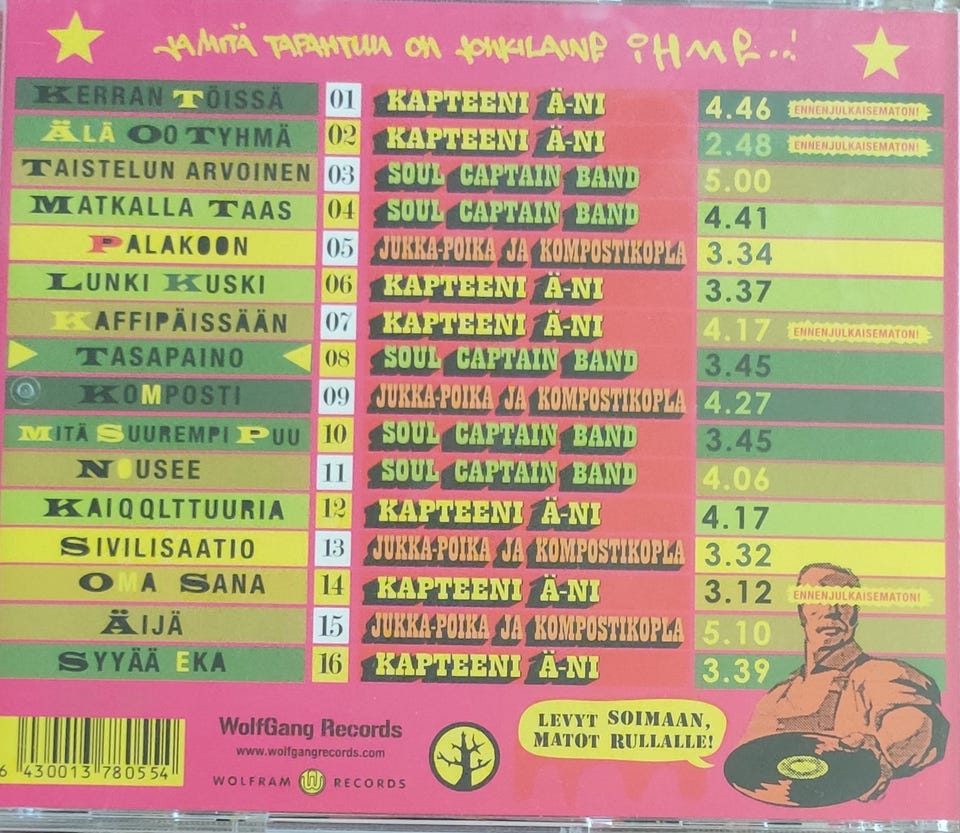 JA MITÄ TAPAHTUU ON JONKILAINE IHME..!
KERRAN TÖISSÄ 01 KAPTEENI Ä-NI 4.46 ENNENJULKAISEMATON!
ÄLÄ OO TYHMÄ 02 KAPTEENI Ä-NI 2.48 ENNENJULKAISEMATON!
TAISTELUN ARVOINEN 03 SOUL CAPTAIN BAND 5.00
MATKALLA TAAS 04 SOUL CAPTAIN BAND 4.41
PALAKOON 05 JUKKA-POIKA JA KOMPOSTIKOPLA 3.34
LUNKI KUSKI 06 KAPTEENI Ä-NI 3.37
KAFFIPÄISSÄÄN 07 KAPTEENI Ä-NI 4.17 ENNENJULKAISEMATON!
TASAPAINO 08 SOUL CAPTAIN BAND 3.45
KOMPOSTI 09 JUKKA-POIKA JA KOMPOSTIKOPLA 4.27
MITÄ SUUREMPI PUU 10 SOUL CAPTAIN BAND 3.45
NOUSEE 11 SOUL CAPTAIN BAND 4.06
KAIQQLTTUURIA 12 KAPTEENI Ä-NI 4.17
SIVILISAATIO 13 JUKKA-POIKA JA KOMPOSTIKOPLA 3.32
OMA SANA 14 KAPTEENI Ä-NI 3.12 ENNENJULKAISEMATON!
ÄIJÄ 15 JUKKA-POIKA JA KOMPOSTIKOPLA 5.10
SYYÄÄ EKA 16 KAPTEENI Ä-NI 3.39
LEVYT SOIMAAN,
MATOT RULLALLE!
WolfGang Records
www.wolfgangrecords.com
WOLFRAM W RECORDS
6 430013 780554